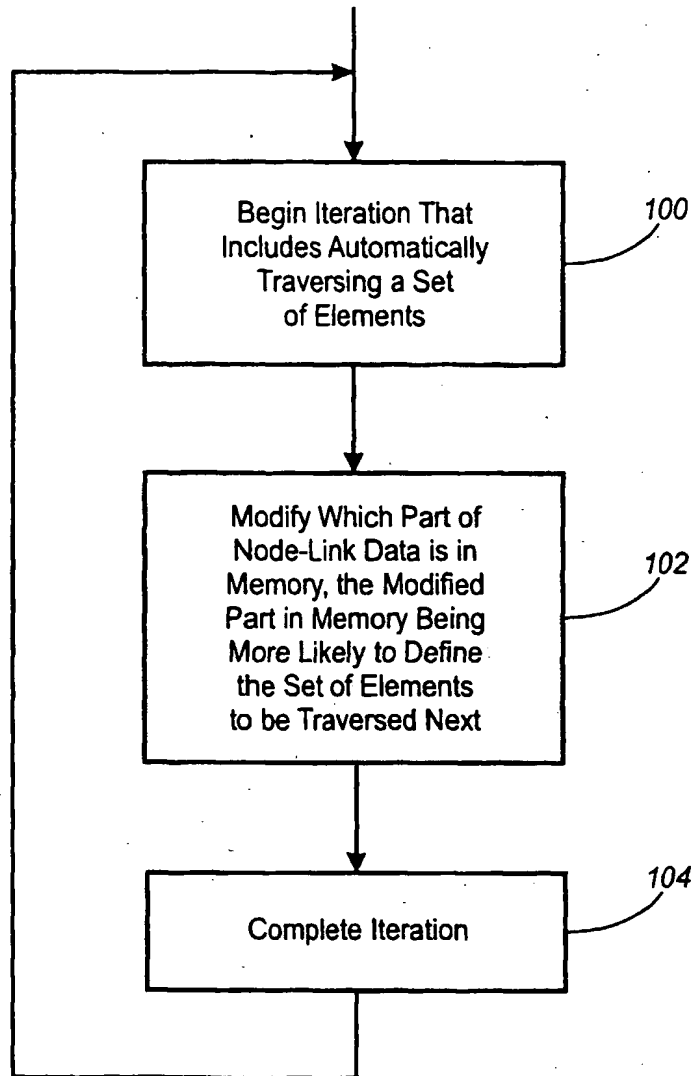 Begin Iteration That
Includes Automatically
Traversing a Set
of Elements
100
Modify Which Part of
Node-Link Data is in
Memory, the Modified
Part in Memory Being
More Likely to Define
the Set of Elements
to be Traversed Next
102
Complete Iteration
104